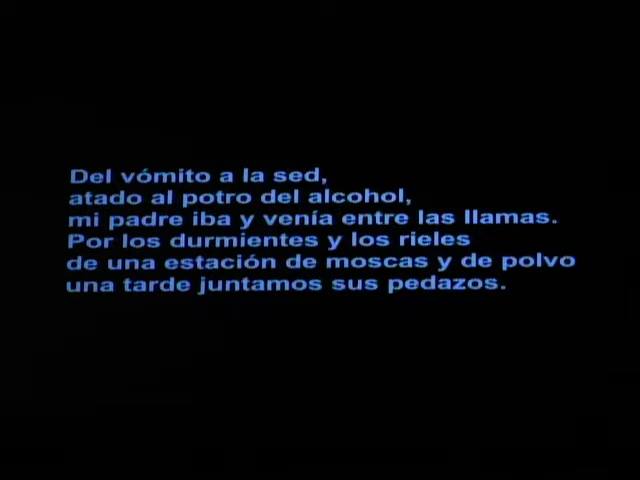 Del vómito a la sed,
atado al potro del alcohol,
mi padre iba y venía entre las llamas.
Por los durmientes y los rieles
de una estación de moscas y de polvo
una tarde juntamos sus pedazos.